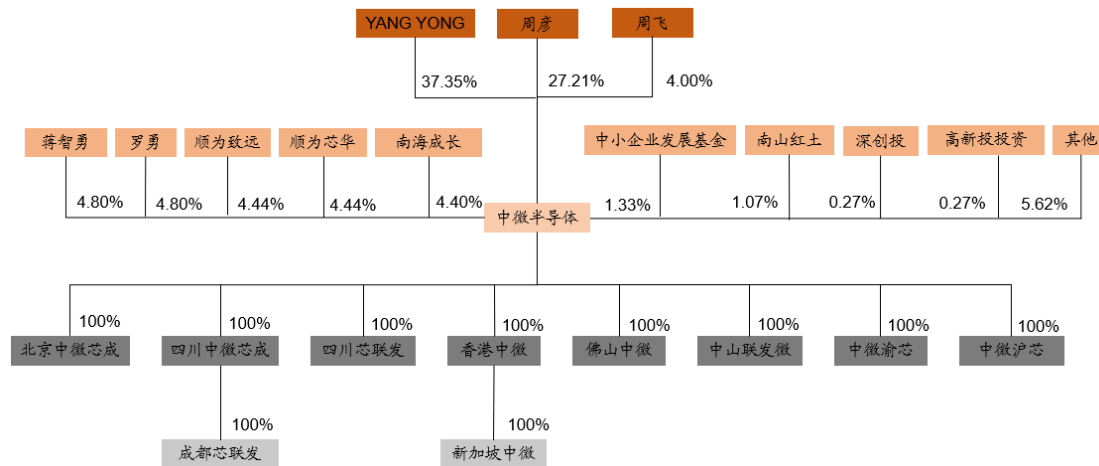 YANG YONG 周彦 周飞
37.35% 27.21% 4.00%
蒋智勇 罗勇 顺为致远 顺为芯华 南海成长 中小企业发展基金 南山红土 深创投 高新投投资 其他
4.80% 4.80% 4.44% 4.44% 4.40% 1.33% 1.07% 0.27% 0.27% 5.62%
中微半导体
100% 100% 100% 100% 100% 100% 100% 100%
北京中微芯成 四川中微芯成 四川芯联发 香港中微 佛山中微 中山联发微 中微渝芯 中微沪芯
100% 100%
成都芯联发 新加坡中微